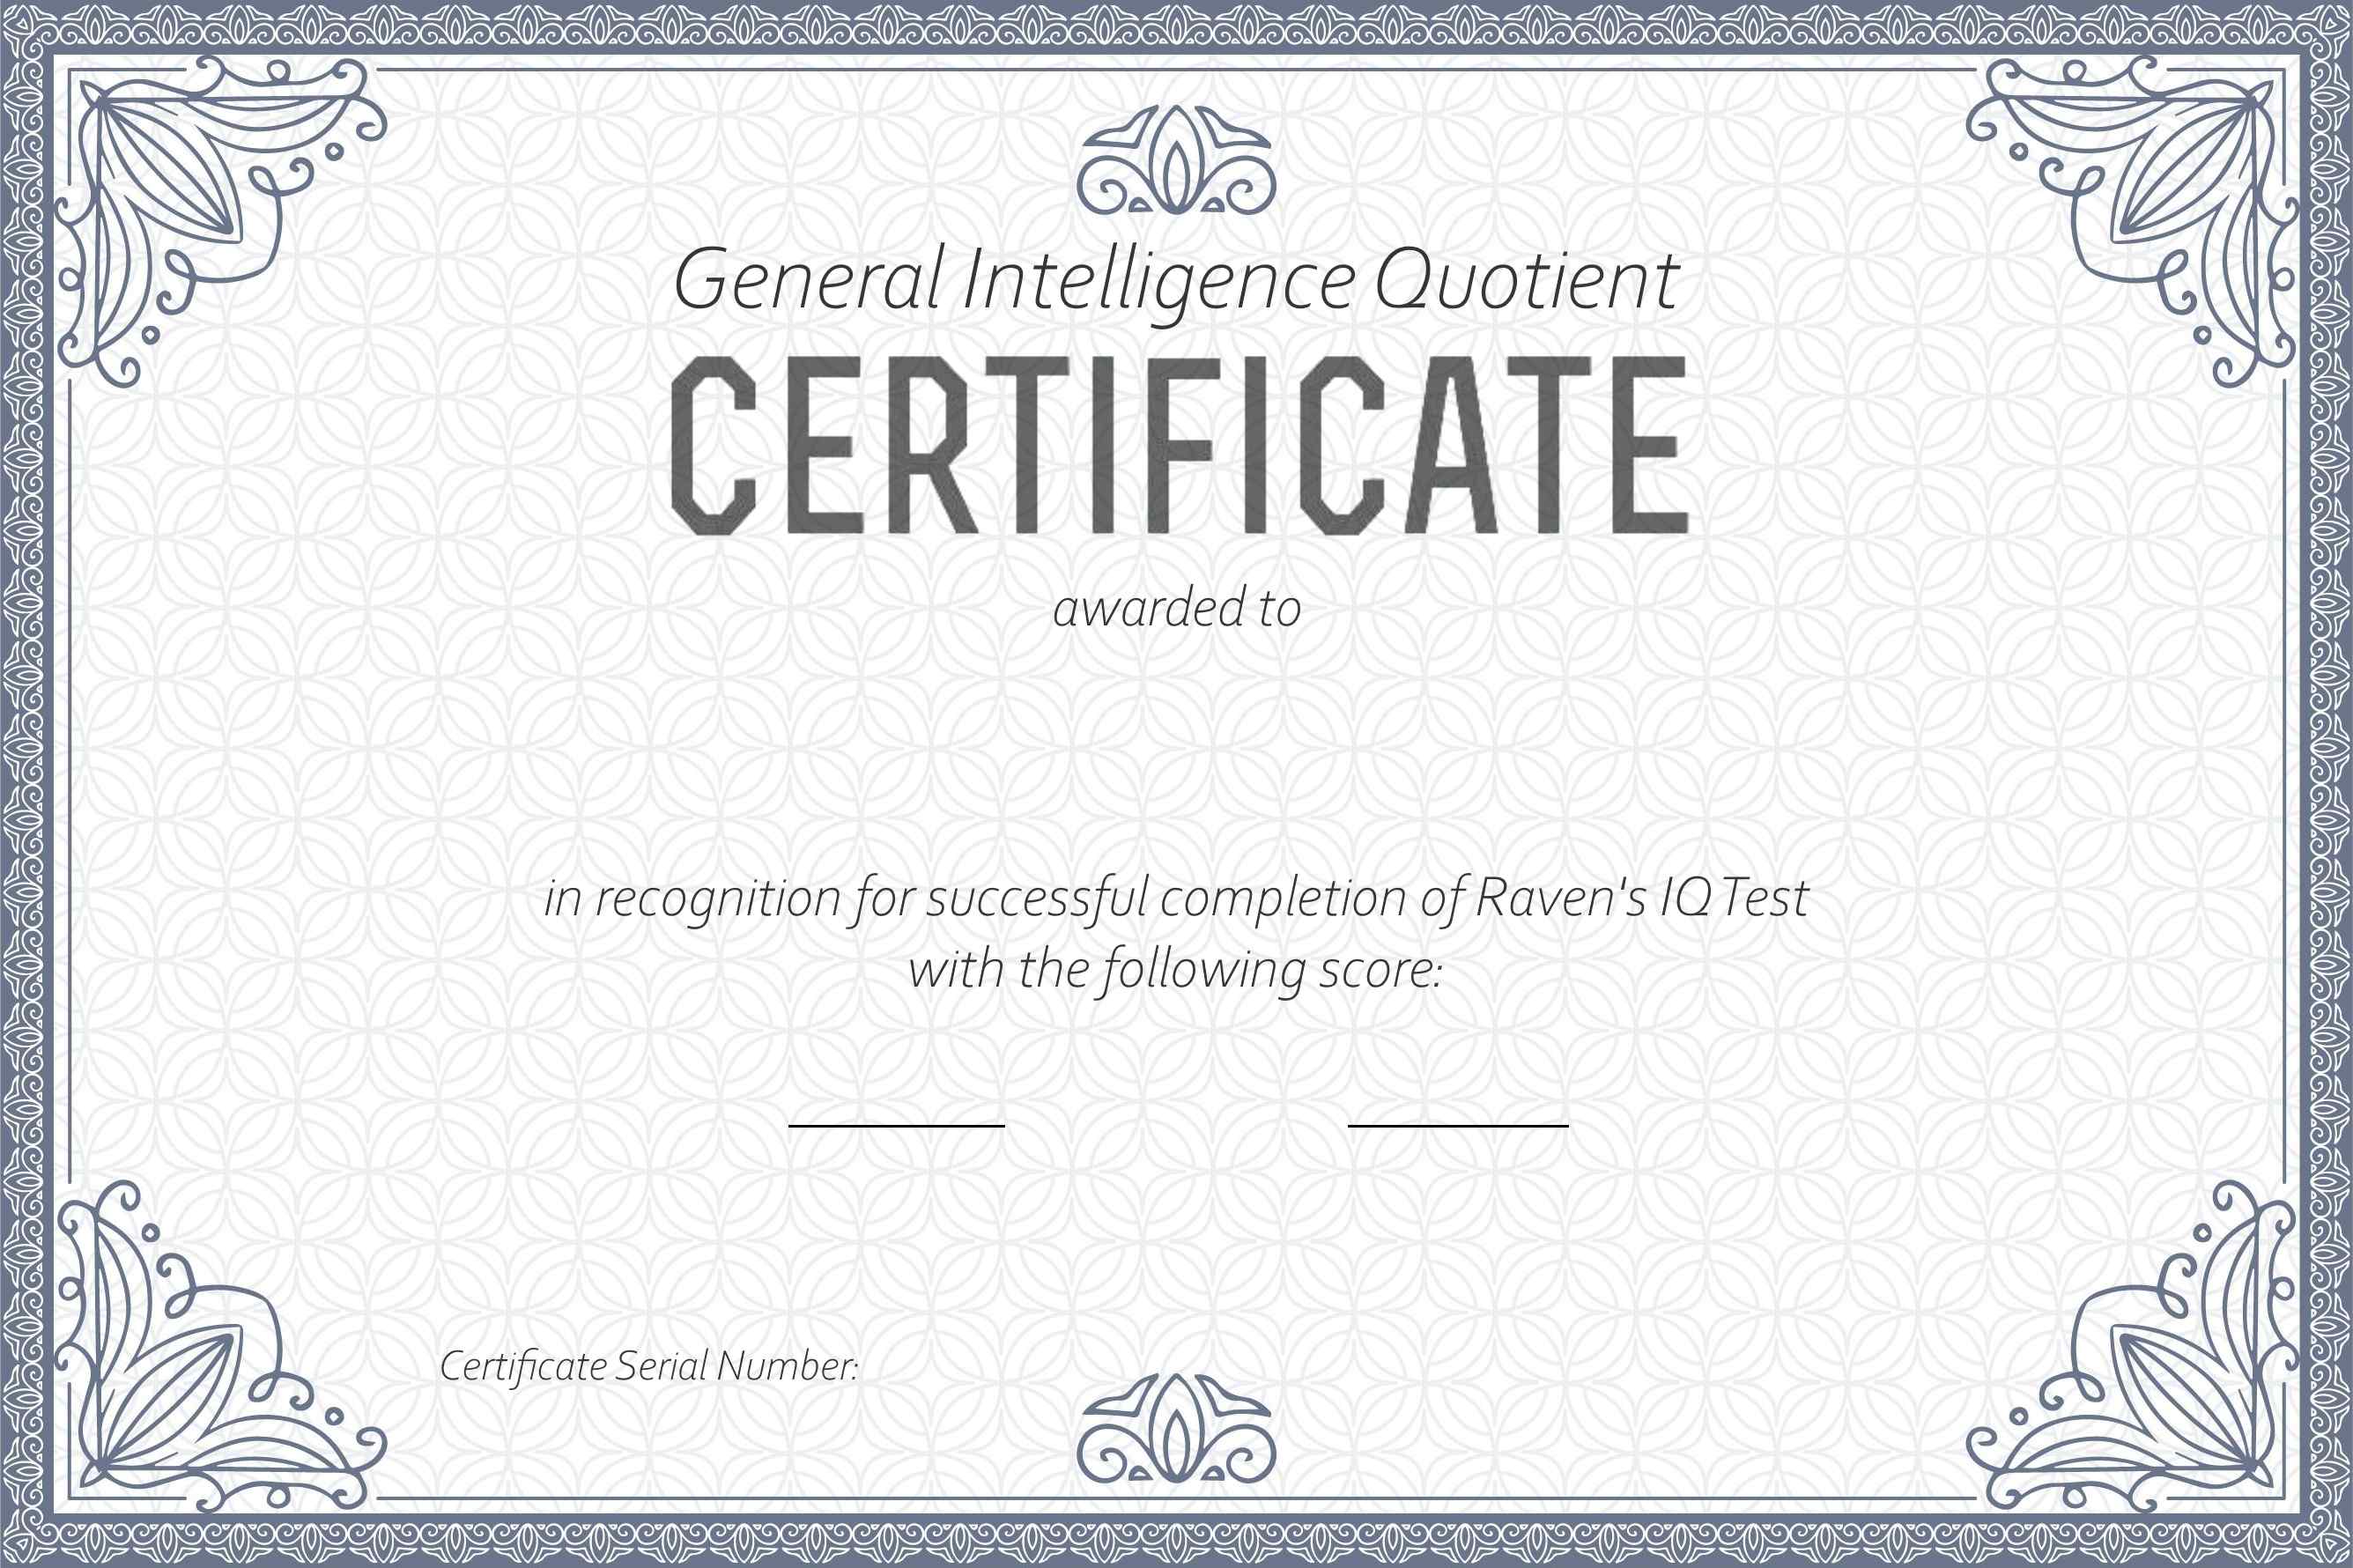 General Intelligence Quotient
CERTIFICATE
awarded to
in recognition for successful completion of Raven's IQ Test
with the following score:
Certificate Serial Number: